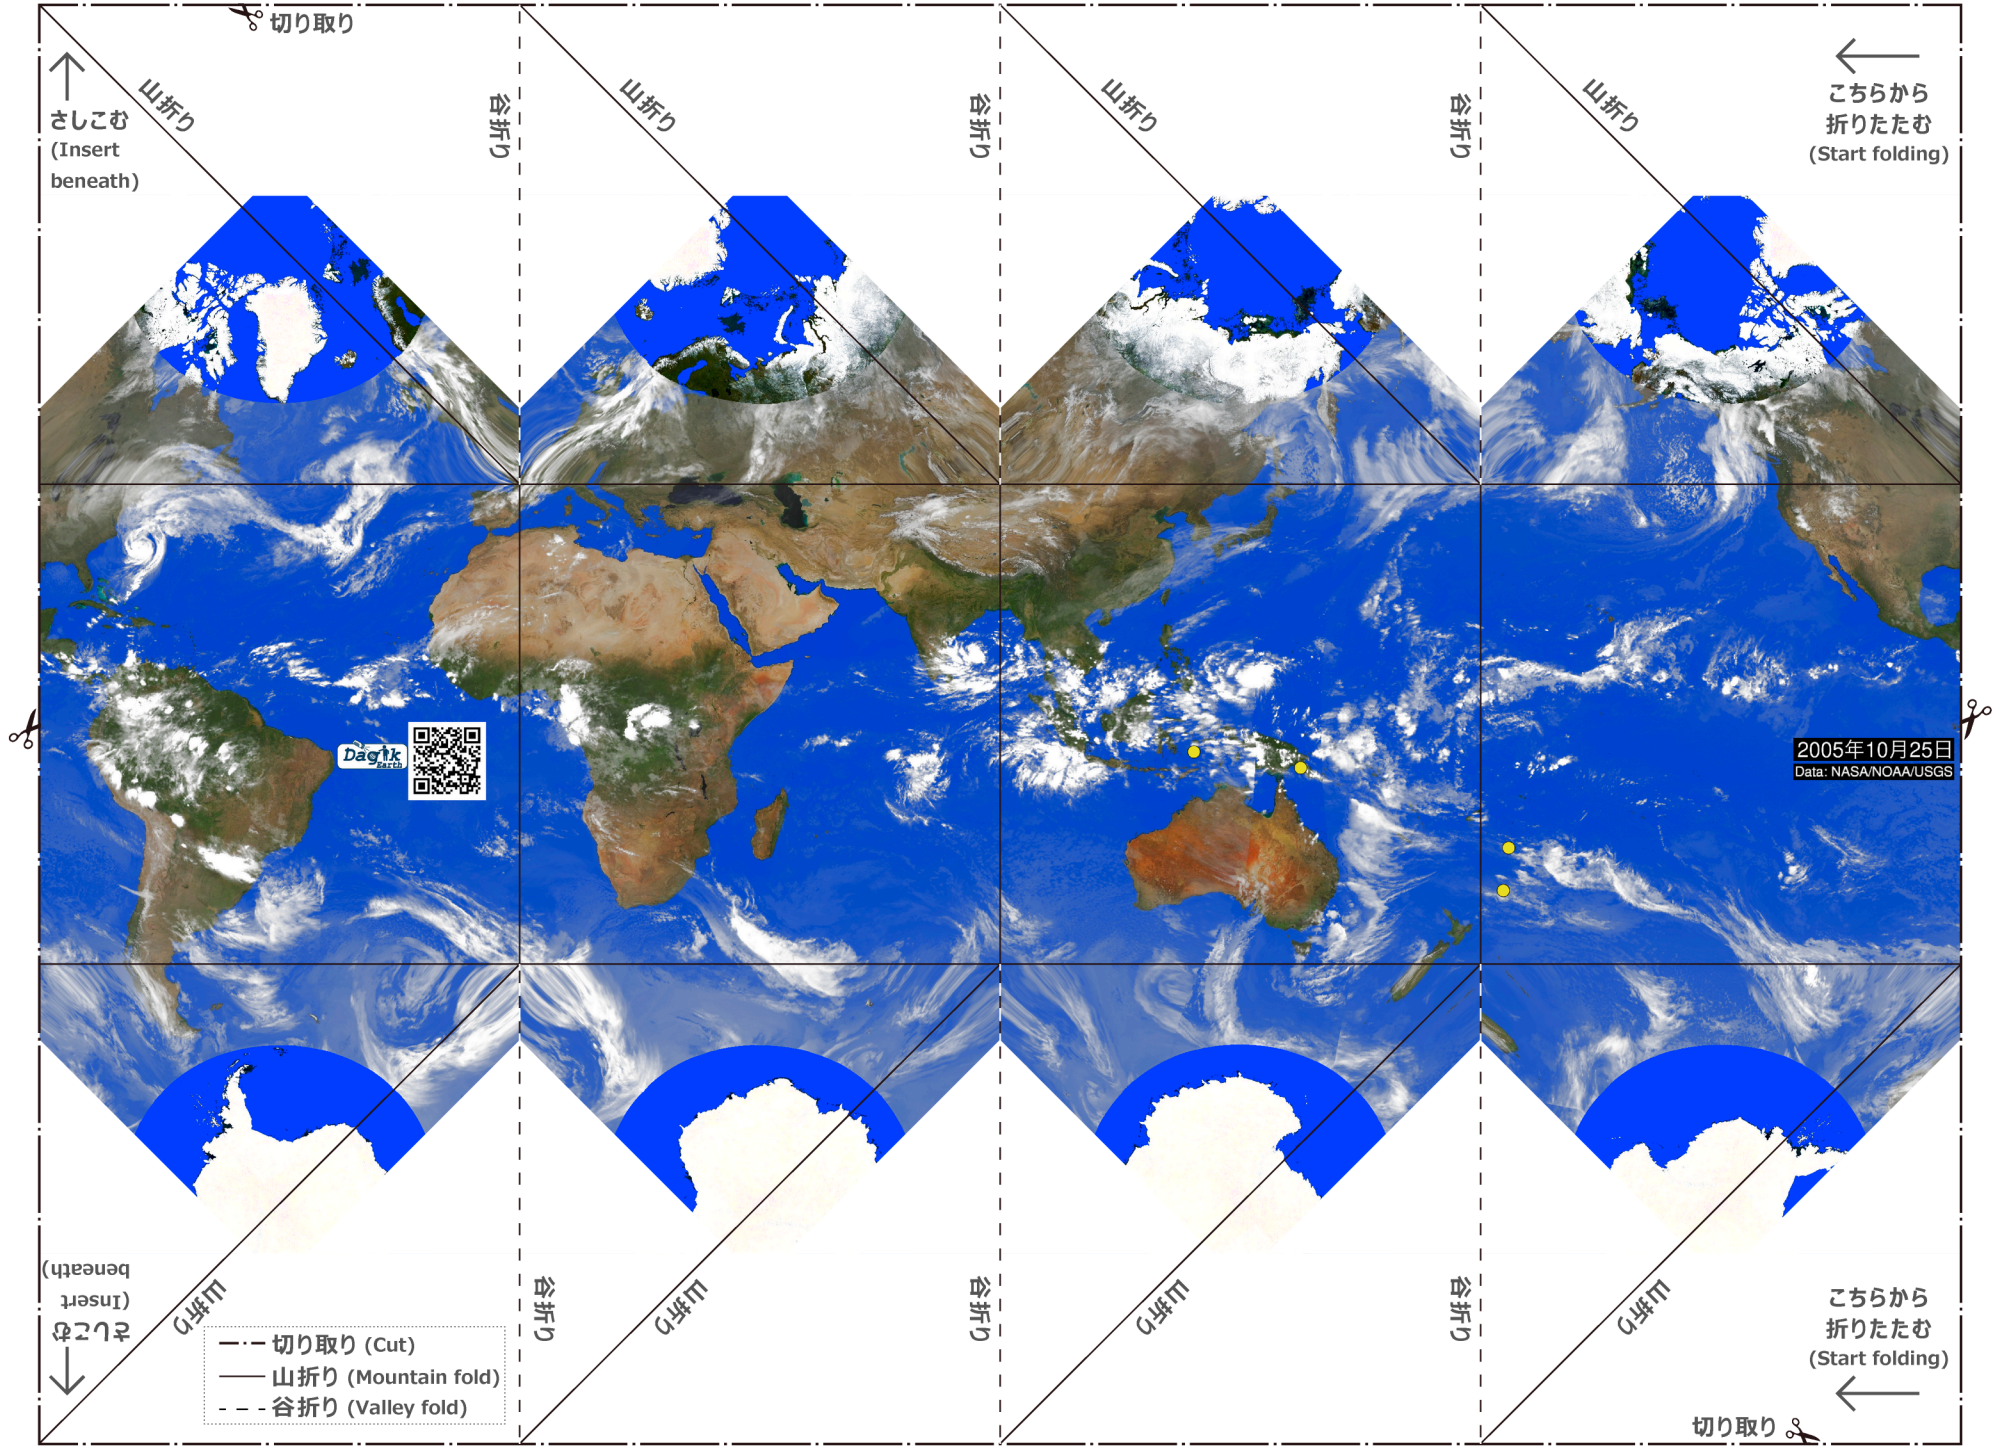 切り取り
山折り
山折り
山折り
山折り
谷折り
谷折り
谷折り
さしこむ
(Insert
beneath)
こちらから
折りたたむ
(Start folding)
Dagik
Earth
2005年10月25日
Data: NASA/NOAA/USGS
さしこむ
(Insert
beneath)
山折り
山折り
山折り
山折り
谷折り
谷折り
谷折り
こちらから
折りたたむ
(Start folding)
切り取り (Cut)
山折り (Mountain fold)
谷折り (Valley fold)
切り取り